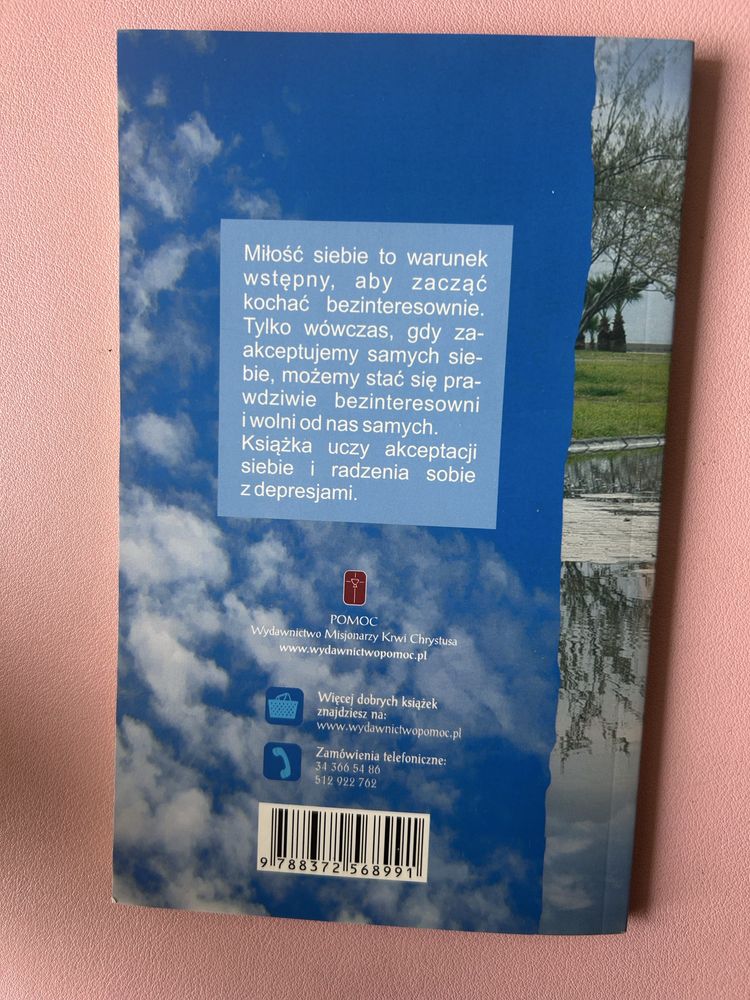 Miłość siebie to warunek
wstępny, aby zacząć
kochać bezinteresownie.
Tylko wówczas, gdy za-
akceptujemy samych sie-
bie, możemy stać się pra-
wdziwie bezinteresowni
i wolni od nas samych.
Książka uczy akceptacji
siebie i radzenia sobie
z depresjami.
POMOC
Wydawnictwo Misjonarzy Krwi Chrystusa
www.wydawnictwopomoc.pl
Więcej dobrych książek
znajdziesz na:
www.wydawnictwopomoc.pl
Zamówienia telefoniczne:
34 366 54 86
512 922 762
9 788372 568991